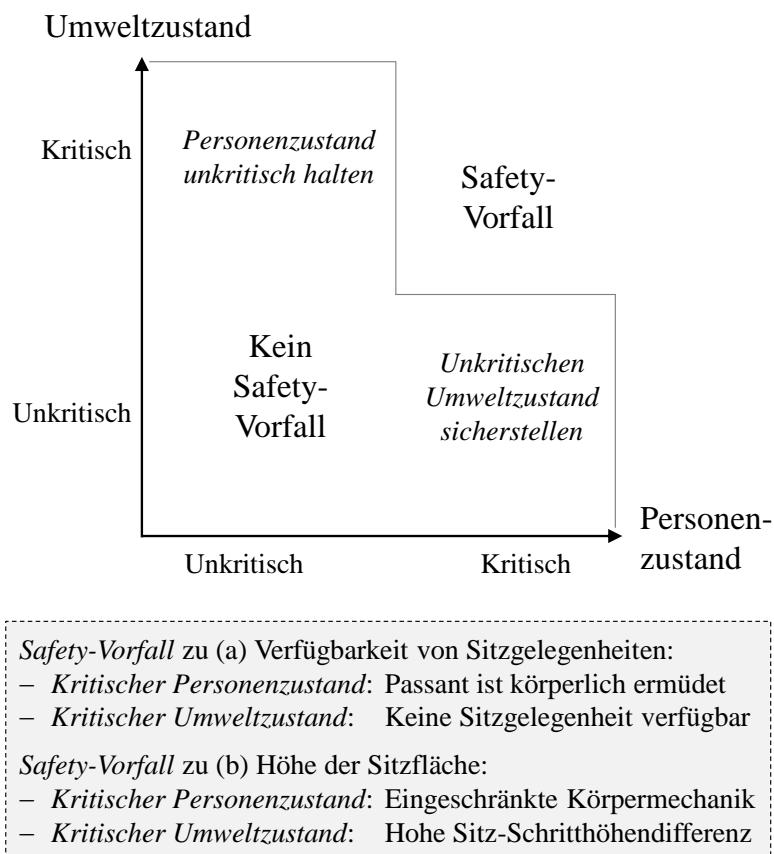 Umweltzustand
Kritisch
Personenzustand
unkritisch halten
Safety-
Vorfall
Unkritisch
Kein
Safety-
Vorfall
Unkritischen
Umweltzustand
sicherstellen
Personen-
zustand
Unkritisch
Kritisch
Safety-Vorfall zu (a) Verfügbarkeit von Sitzgelegenheiten:
– Kritischer Personenzustand: Passant ist körperlich ermüdet
– Kritischer Umweltzustand: Keine Sitzgelegenheit verfügbar
Safety-Vorfall zu (b) Höhe der Sitzfläche:
– Kritischer Personenzustand: Eingeschränkte Körpermechanik
– Kritischer Umweltzustand: Hohe Sitz-Schritthöhendifferenz